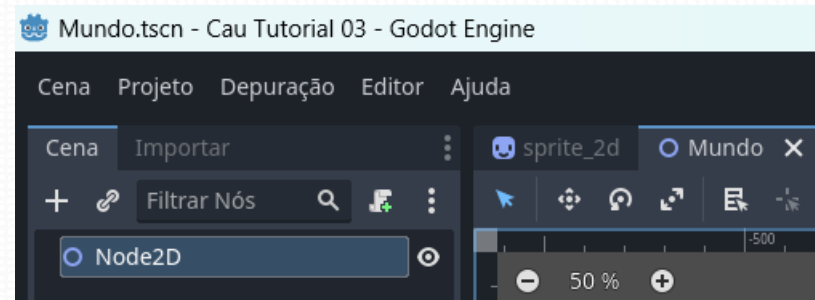 Mundo.tscn - Cau Tutorial 03 - Godot Engine
Cena Projeto Depuração Editor Ajuda
Cena Importar sprite_2d Mundo
Filtrar Nós
Node2D -500
50 %